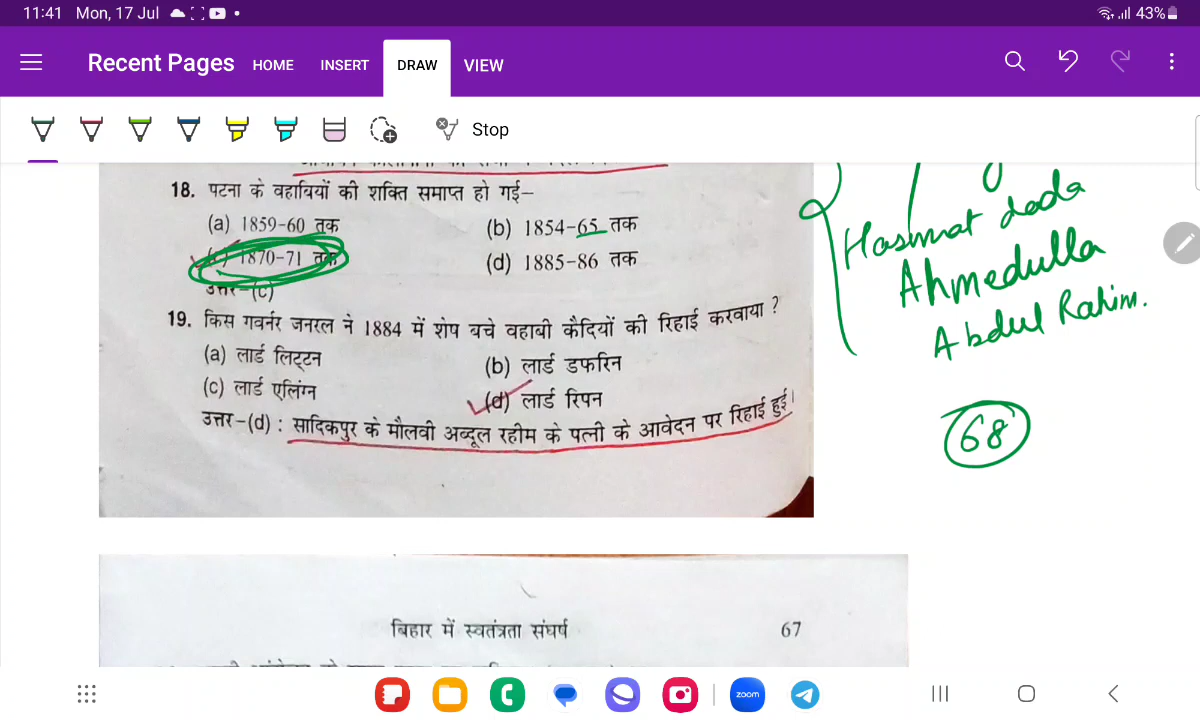 11:41 Mon, 17 Jul
43%
Recent Pages HOME INSERT DRAW VIEW
Stop
18. पटना के वहावियों की शक्ति समाप्त हो गई–
(a) 1859-60 तक (b) 1854-65 तक
1870-71 तक (d) 1885-86 तक
उत्तर-(c)
19. किस गवर्नर जनरल ने 1884 में शेष बचे वहाबी कैदियों की रिहाई करवाया ?
(a) लार्ड लिट्टन (b) लार्ड डफरिन
(c) लार्ड एलिंग्न (d) लार्ड रिपन
उत्तर-(d) : सादिकपुर के मौलवी अब्दूल रहीम के पत्नी के आवेदन पर रिहाई हुई।
Hasmat dada
Ahmedulla
Abdul Rahim.
68
बिहार में स्वतंत्रता संघर्ष 67
zoom